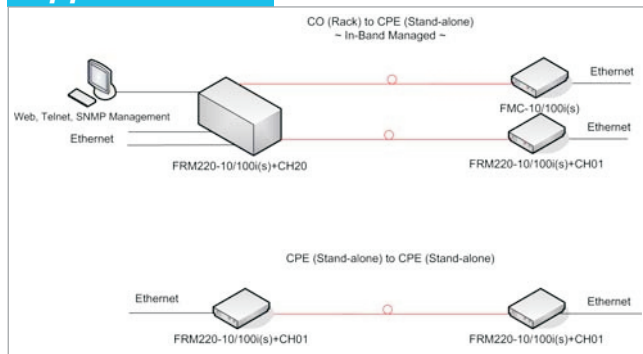 CO (Rack) to CPE (Stand-alone)
~ In-Band Managed ~
Ethernet
Web, Telnet, SNMP Management
FMC-10/100i(s)
Ethernet
Ethernet
FRM220-10/100i(s)+CH20
FRM220-10/100i(s)+CH01
CPE (Stand-alone) to CPE (Stand-alone)
Ethernet
Ethernet
FRM220-10/100i(s)+CH01
FRM220-10/100i(s)+CH01